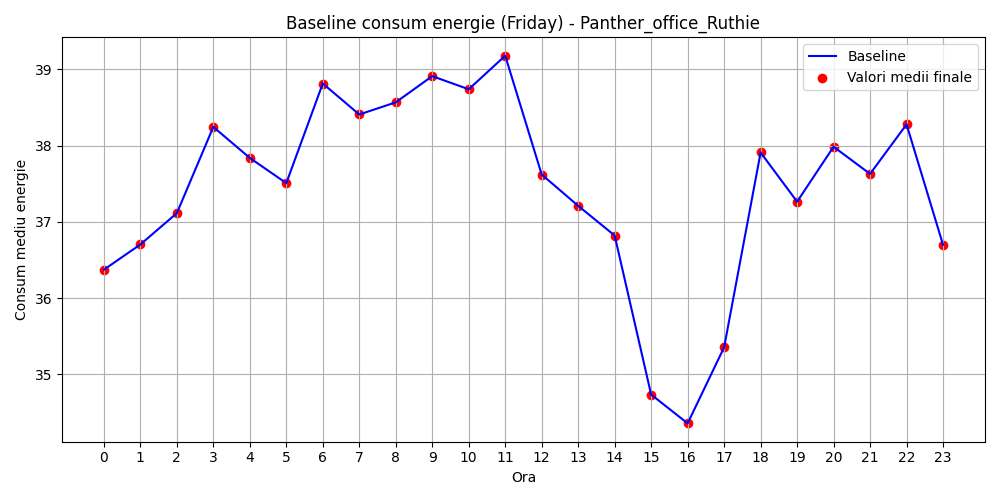 Baseline consum energie (Friday) - Panther_office_Ruthie
Baseline
Valori medii finale
Consum mediu energie
39
38
37
36
35
0 1 2 3 4 5 6 7 8 9 10 11 12 13 14 15 16 17 18 19 20 21 22 23
Ora